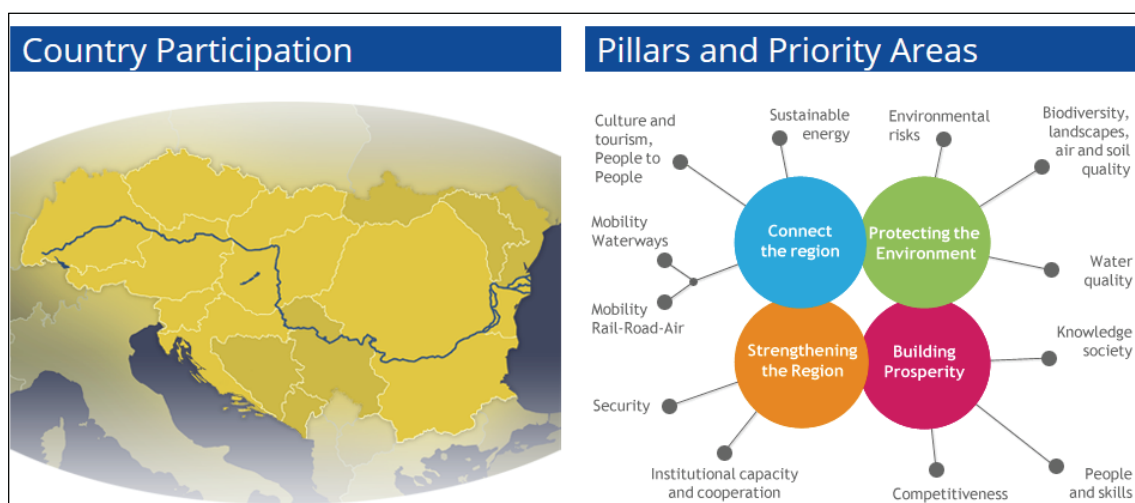 Country Participation
Pillars and Priority Areas
Culture and
tourism,
People to
People
Sustainable
energy
Environmental
risks
Biodiversity,
landscapes,
air and soil
quality
Mobility
Waterways
Connect
the region
Protecting the
Environment
Water
quality
Mobility
Rail-Road-Air
Strengthening
the Region
Building
Prosperity
Knowledge
society
Security
Institutional capacity
and cooperation
Competitiveness
People
and skills